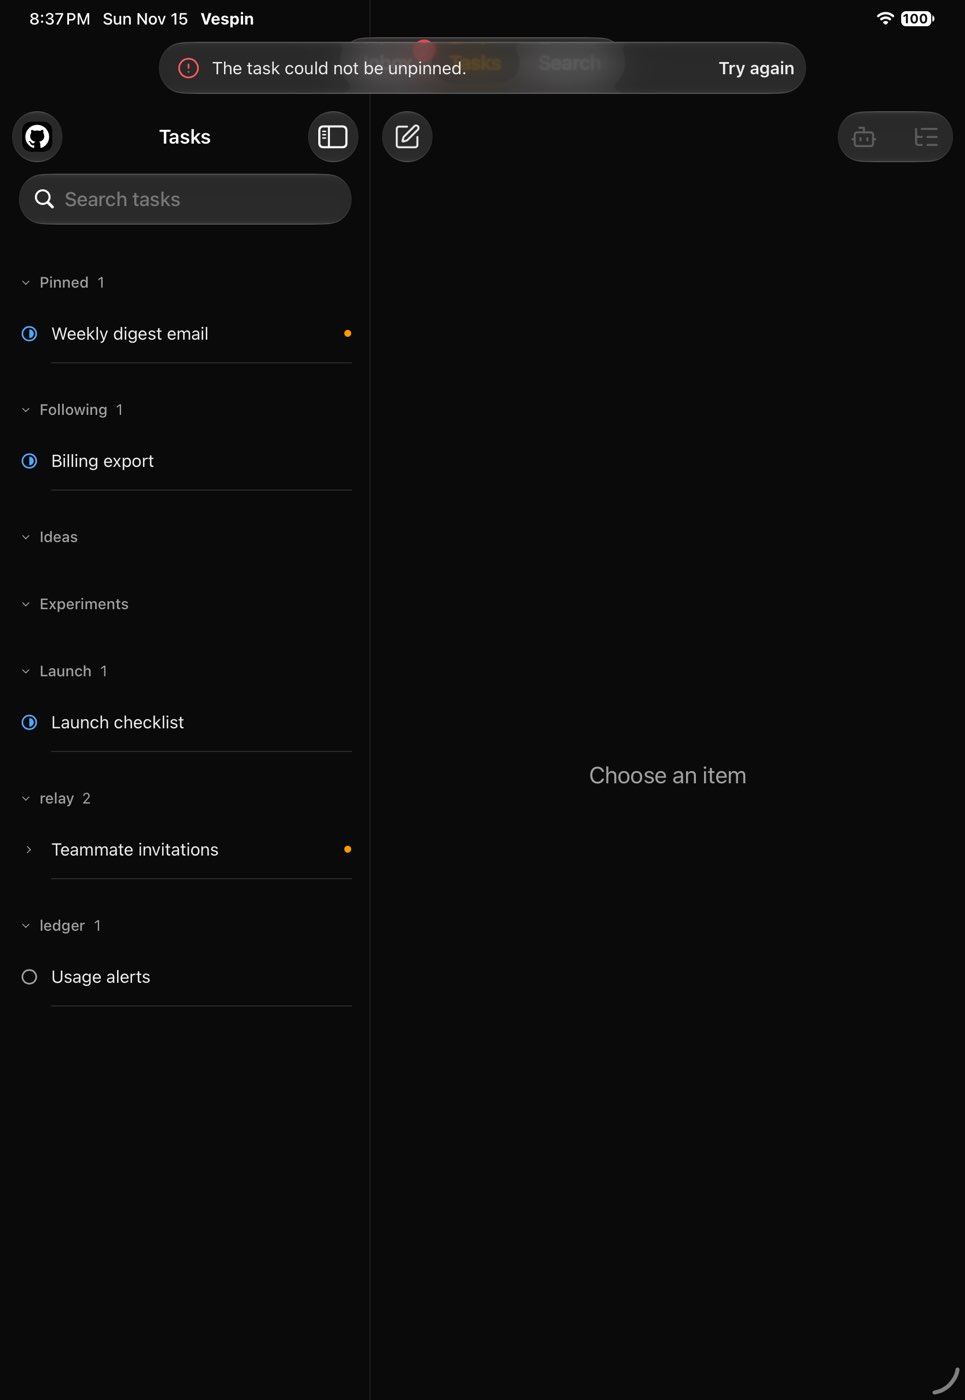 8:37 PM Sun Nov 15 Vespin
100
The task could not be unpinned.
Try again
Tasks
Search
Tasks
Search tasks
Pinned 1
Weekly digest email
Following 1
Billing export
Ideas
Experiments
Launch 1
Launch checklist
Choose an item
relay 2
Teammate invitations
ledger 1
Usage alerts